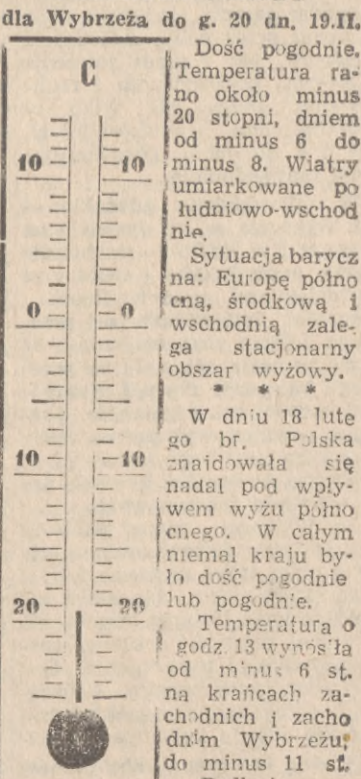 dla Wybrzeża do g. 20 dn. 19.II.
C
10 10
0 0
10 10
20 20
Dość pogodnie.
Temperatura ra-
no około minus
20 stopni, dniem
od minus 6 do
minus 8. Wiatry
umiarkowane po
łudniowo-wschod
nie.
Sytuacja barycz
na: Europę półno
cną, środkową i
wschodnią zale-
ga stacjonarny
obszar wyżowy.
* * *
W dniu 18 lute
go br. Polska
znajdowała się
nadal pod wpły-
wem wyżu półno
cnego. W całym
niemal kraju by-
ło dość pogodnie
lub pogodnie.
Temperatura o
godz. 13 wynosiła
od minus 6 st.
na krańcach za-
chodnich i zacho
dnim Wybrzeżu,
do minus 11 st.